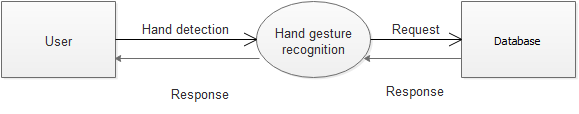 User
Hand detection
Hand gesture
recognition
Request
Database
Response
Response